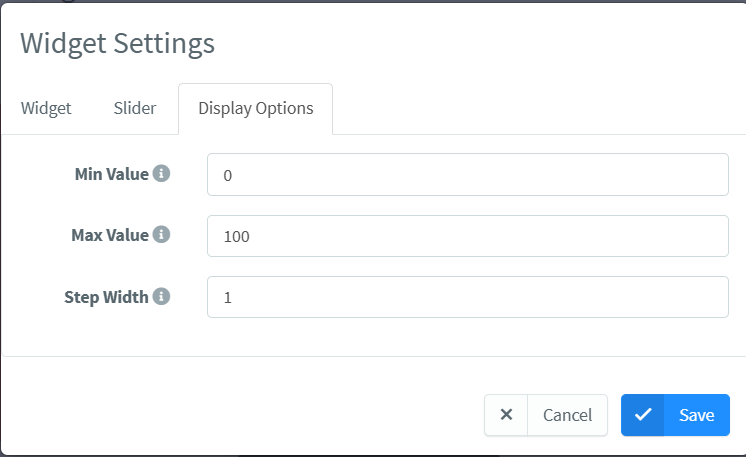 Widget Settings
Widget Slider Display Options
Min Value 0
Max Value 100
Step Width 1
Cancel Save